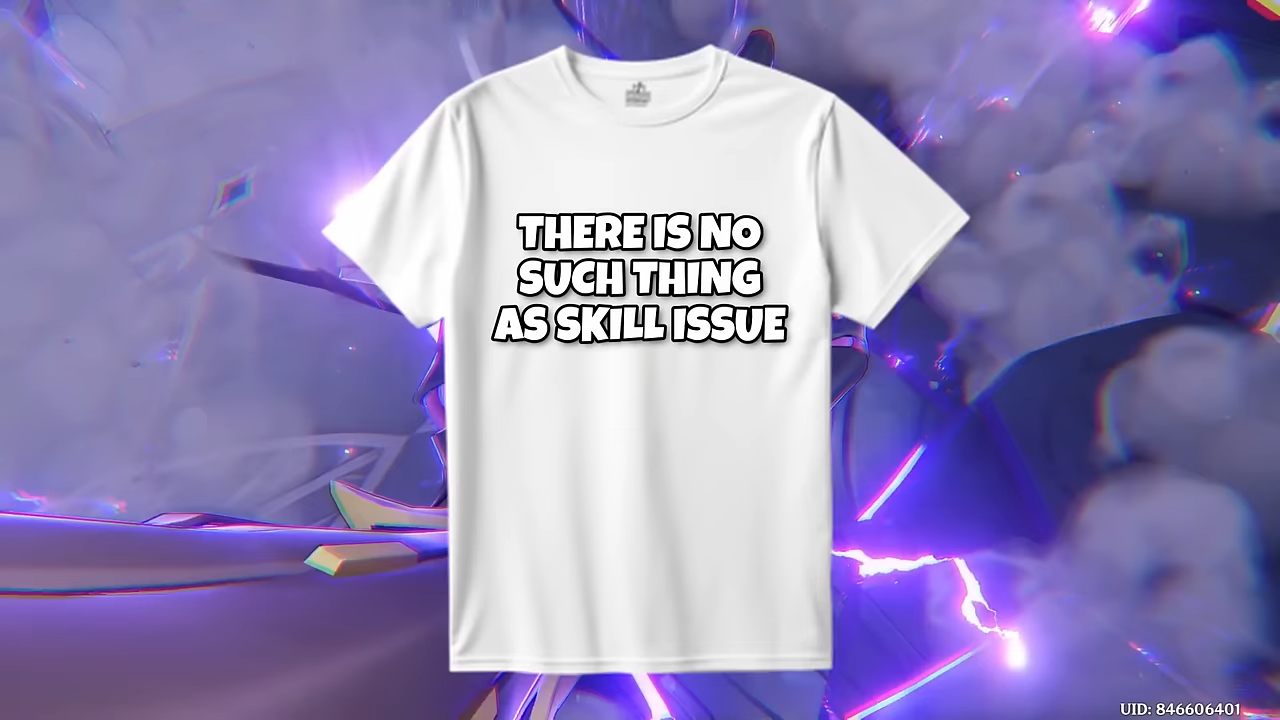 THERE IS NO
SUCH THING
AS SKILL ISSUE
UID: 846606401